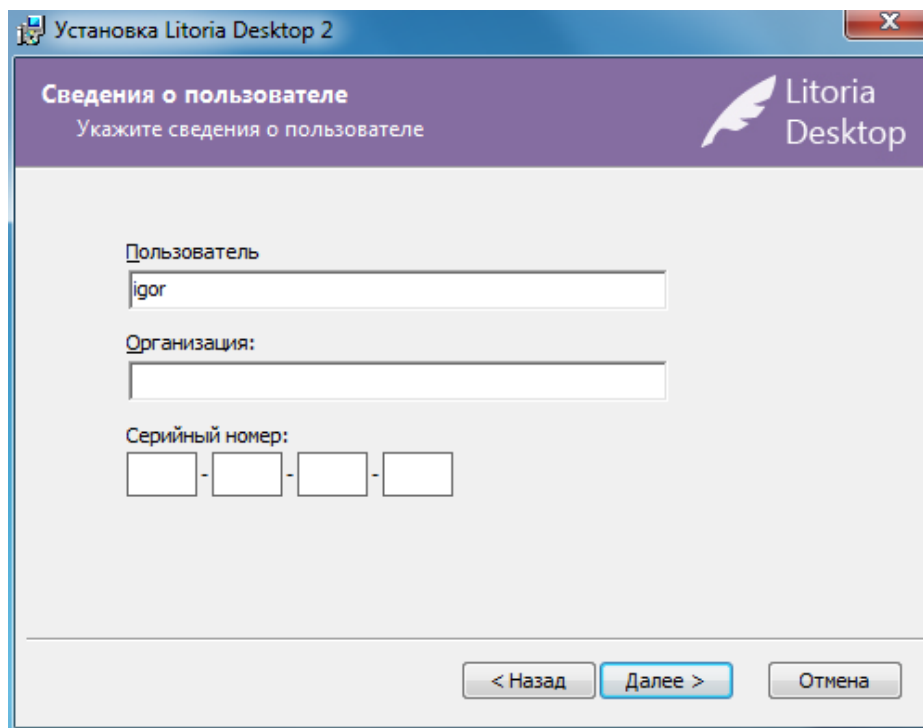 Установка Litoria Desktop 2
x
Сведения о пользователе
Укажите сведения о пользователе
Litoria
Desktop
Пользователь
igor
Организация:
Серийный номер:
- - -
< Назад
Далее >
Отмена